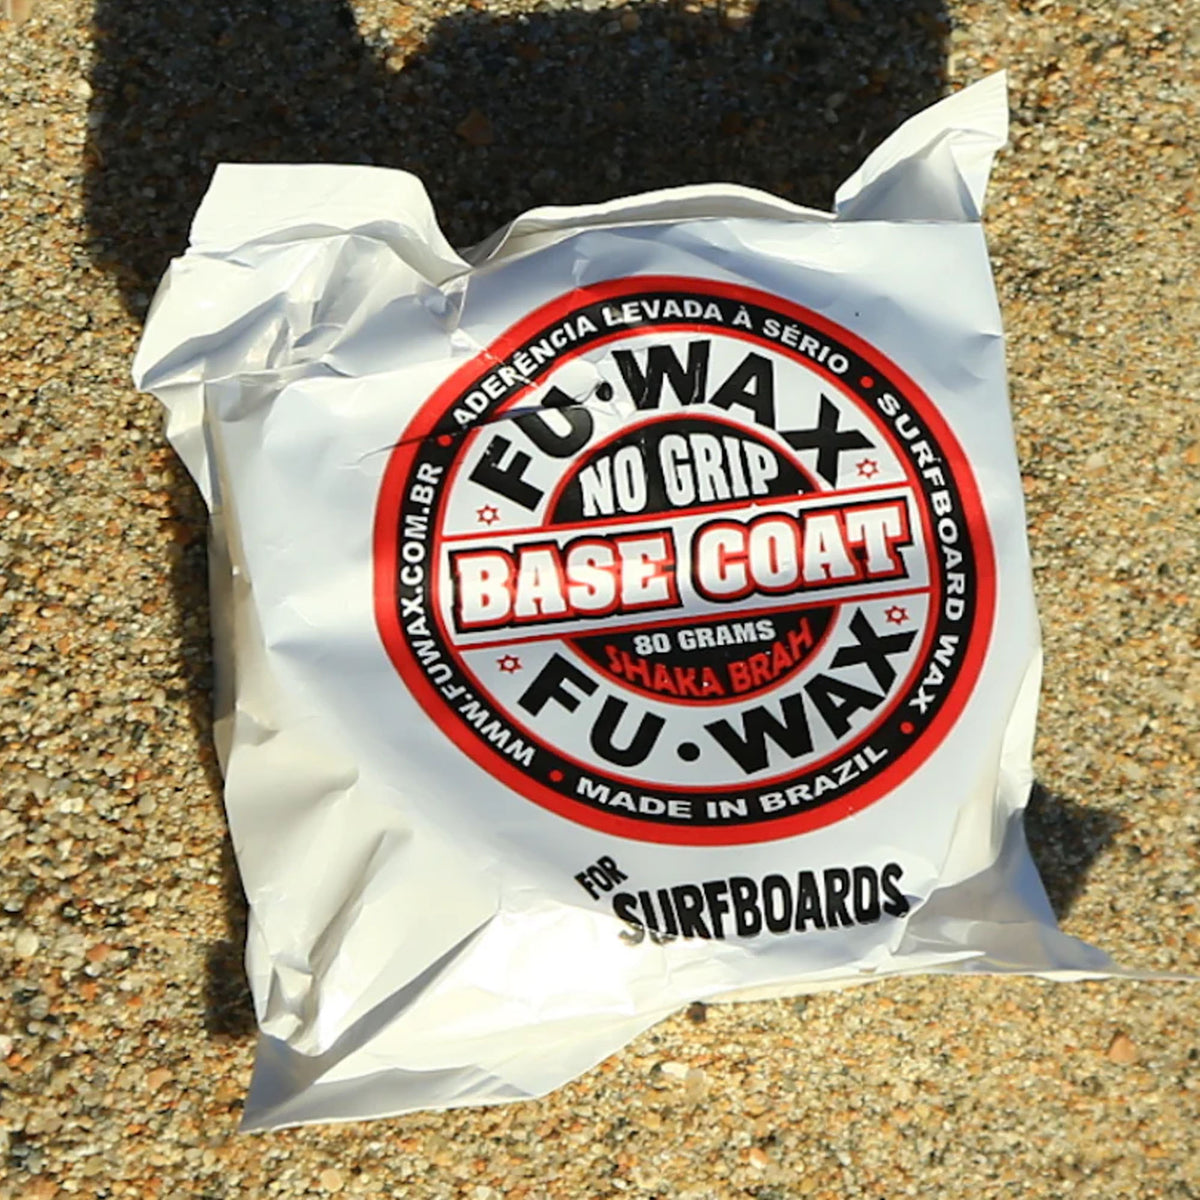 ADERÊNCIA LEVADA À SÉRIO • SURFBOARD WAX •
FU·WAX
NO GRIP
BASE COAT
80 GRAMS
SHAKA BRAH
FU·WAX
WWW.FUWAX.COM.BR •
• MADE IN BRAZIL
FOR
SURFBOARDS